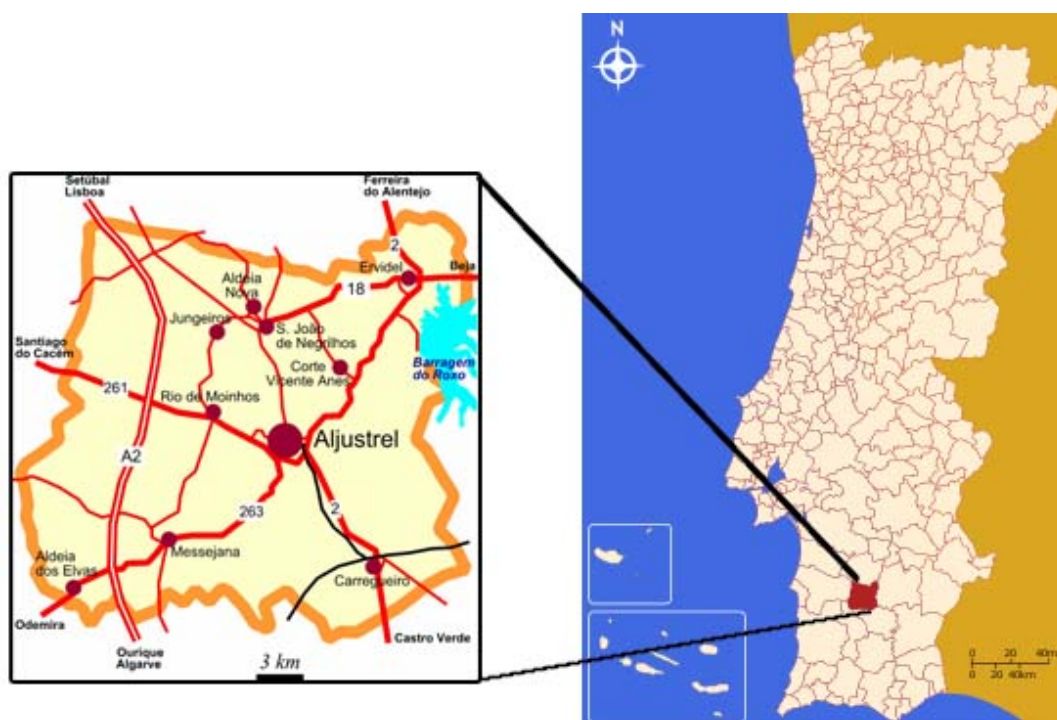 N
Setúbal
Lisboa
Ferreira
do Alentejo
2
Ervidel
Beja
Aldeia
Nova
18
Jungeiros
S. João
de Negrilhos
Santiago
do Cacém
Corte
Vicente Anes
Barragem
do Roxo
261
Rio de Moinhos
Aljustrel
A2
263
2
Messejana
Aldeia
dos Elvas
Carregueiro
Odemira
Ourique
Algarve
Castro Verde
3 km
0 20 40m
0 20 40km